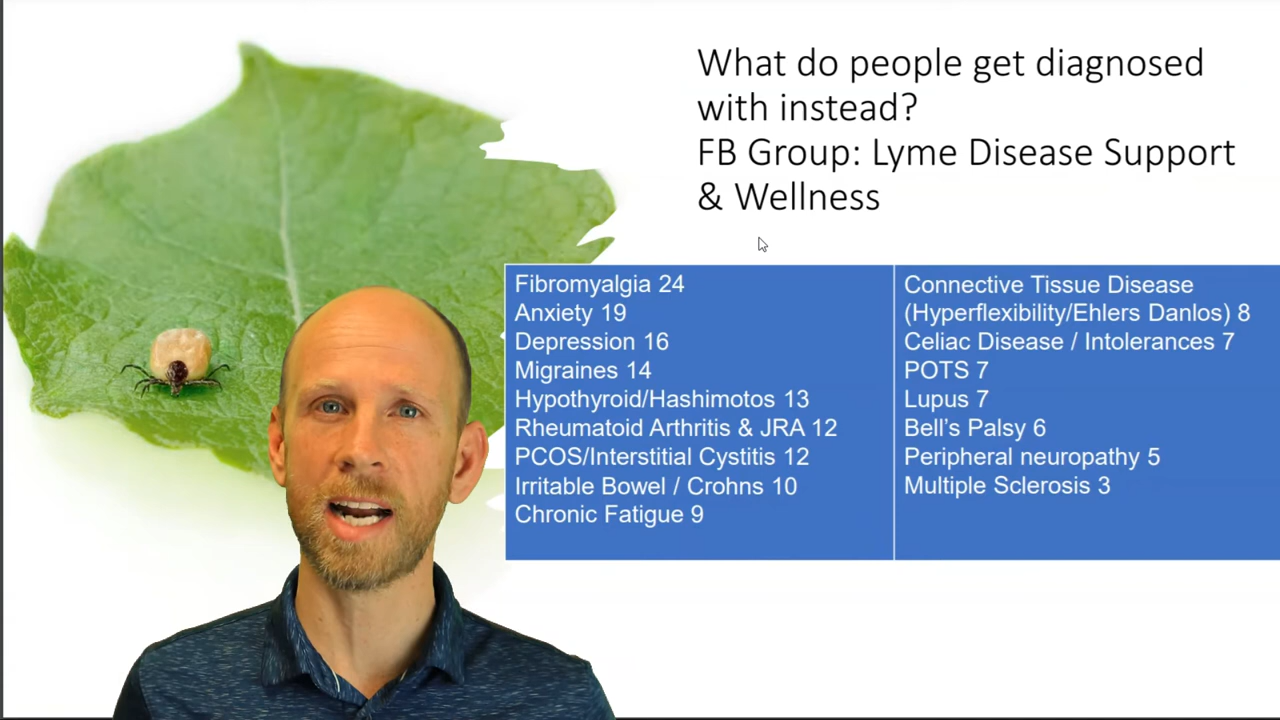 What do people get diagnosed
with instead?
FB Group: Lyme Disease Support
& Wellness
Fibromyalgia 24
Anxiety 19
Depression 16
Migraines 14
Hypothyroid/Hashimotos 13
Rheumatoid Arthritis & JRA 12
PCOS/Interstitial Cystitis 12
Irritable Bowel / Crohns 10
Chronic Fatigue 9
Connective Tissue Disease
(Hyperflexibility/Ehlers Danlos) 8
Celiac Disease / Intolerances 7
POTS 7
Lupus 7
Bell’s Palsy 6
Peripheral neuropathy 5
Multiple Sclerosis 3